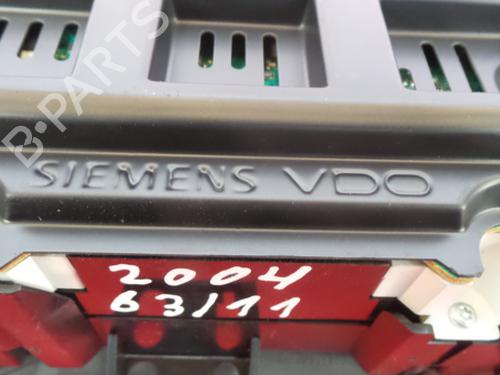 B-PARTS
SIEMENS VDO
2004
63/11